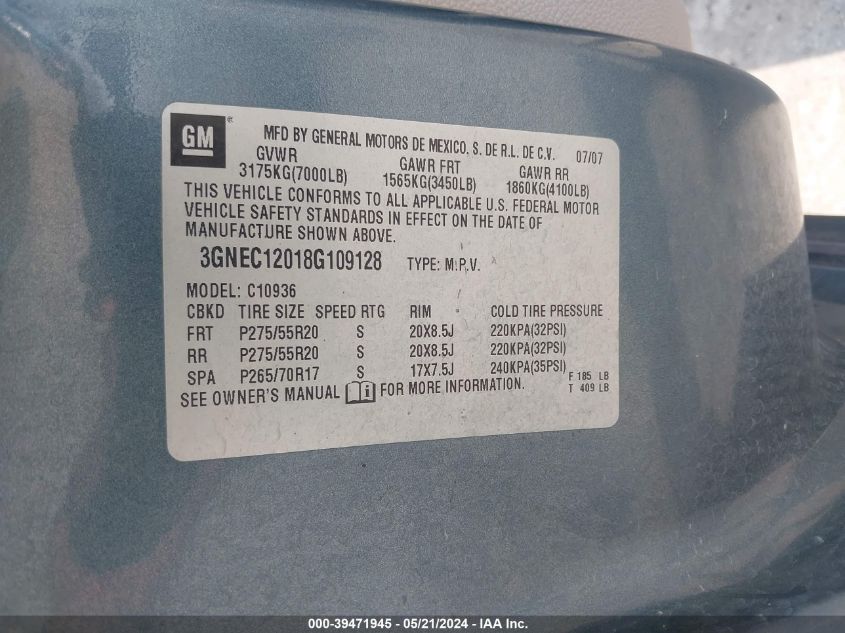 GM® MFD BY GENERAL MOTORS DE MEXICO, S. DE R.L. DE C.V. 07/07
GVWR GAWR FRT GAWR RR
3175KG(7000LB) 1565KG(3450LB) 1860KG(4100LB)
THIS VEHICLE CONFORMS TO ALL APPLICABLE U.S. FEDERAL MOTOR
VEHICLE SAFETY STANDARDS IN EFFECT ON THE DATE OF
MANUFACTURE SHOWN ABOVE.
3GNEC12018G109128 TYPE: M.P.V.
MODEL: C10936
CBKD TIRE SIZE SPEED RTG RIM COLD TIRE PRESSURE
FRT P275/55R20 S 20X8.5J 220KPA(32PSI)
RR P275/55R20 S 20X8.5J 220KPA(32PSI)
SPA P265/70R17 S 17X7.5J 240KPA(35PSI) F 185 LB
SEE OWNER'S MANUAL i FOR MORE INFORMATION. T 409 LB
000-39471945 / 05/21/2024 - IAA Inc.